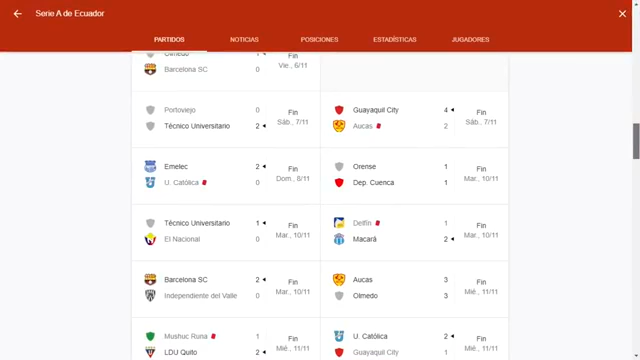 Serie A de Ecuador
PARTIDOS NOTICIAS POSICIONES ESTADÍSTICAS JUGADORES
Olmedo 1 Fin
Barcelona SC 0 Vie., 6/11
Portoviejo 0 Fin
Técnico Universitario 2 Sáb., 7/11
Guayaquil City 4 Fin
Aucas 2 Sáb., 7/11
Emelec 2 Fin
U. Católica 0 Dom., 8/11
Orense 1 Fin
Dep. Cuenca 1 Mar., 10/11
Técnico Universitario 1 Fin
El Nacional 0 Mar., 10/11
Delfín 1 Fin
Macará 2 Mar., 10/11
Barcelona SC 2 Fin
Independiente del Valle 0 Mar., 10/11
Aucas 3 Fin
Olmedo 3 Mié., 11/11
Mushuc Runa 1 Fin
LDU Quito 2 Mié., 11/11
U. Católica 2 Fin
Guayaquil City 1 Mié., 11/11